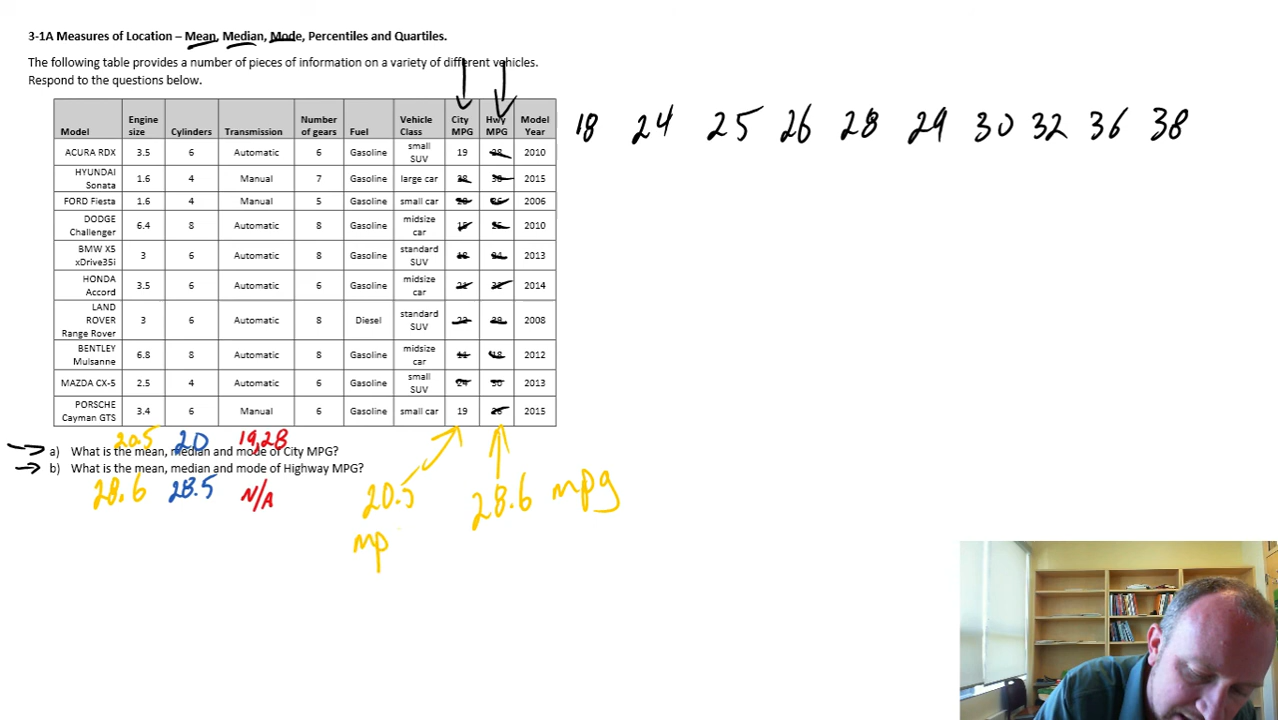 3-1A Measures of Location – Mean, Median, Mode, Percentiles and Quartiles.
The following table provides a number of pieces of information on a variety of different vehicles.
Respond to the questions below.
Model Engine size Cylinders Transmission Number of gears Fuel Vehicle Class City MPG Hwy MPG Model Year
18 24 25 26 28 29 30 32 36 38
ACURA RDX 3.5 6 Automatic 6 Gasoline small SUV 19 2010
HYUNDAI Sonata 1.6 4 Manual 7 Gasoline large car 2015
FORD Fiesta 1.6 4 Manual 5 Gasoline small car 2006
DODGE Challenger 6.4 8 Automatic 8 Gasoline midsize car 2010
BMW X5 xDrive35i 3 6 Automatic 8 Gasoline standard SUV 2013
HONDA Accord 3.5 6 Automatic 6 Gasoline midsize car 2014
LAND ROVER Range Rover 3 6 Automatic 8 Diesel standard SUV 2008
BENTLEY Mulsanne 6.8 8 Automatic 8 Gasoline midsize car 2012
MAZDA CX-5 2.5 4 Automatic 6 Gasoline small SUV 2013
PORSCHE Cayman GTS 3.4 6 Manual 6 Gasoline small car 19 2015
20.5 20 19,28
a) What is the mean, median and mode of City MPG?
b) What is the mean, median and mode of Highway MPG?
28.6 28.5 N/A
20.5 28.6 mpg
mp